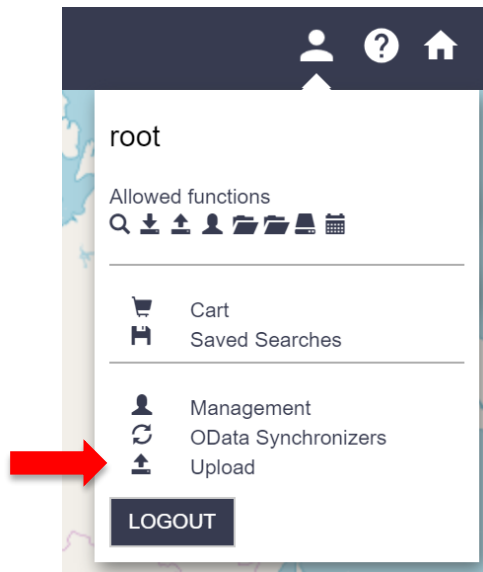 root
Allowed functions
Cart
Saved Searches
Management
OData Synchronizers
Upload
LOGOUT